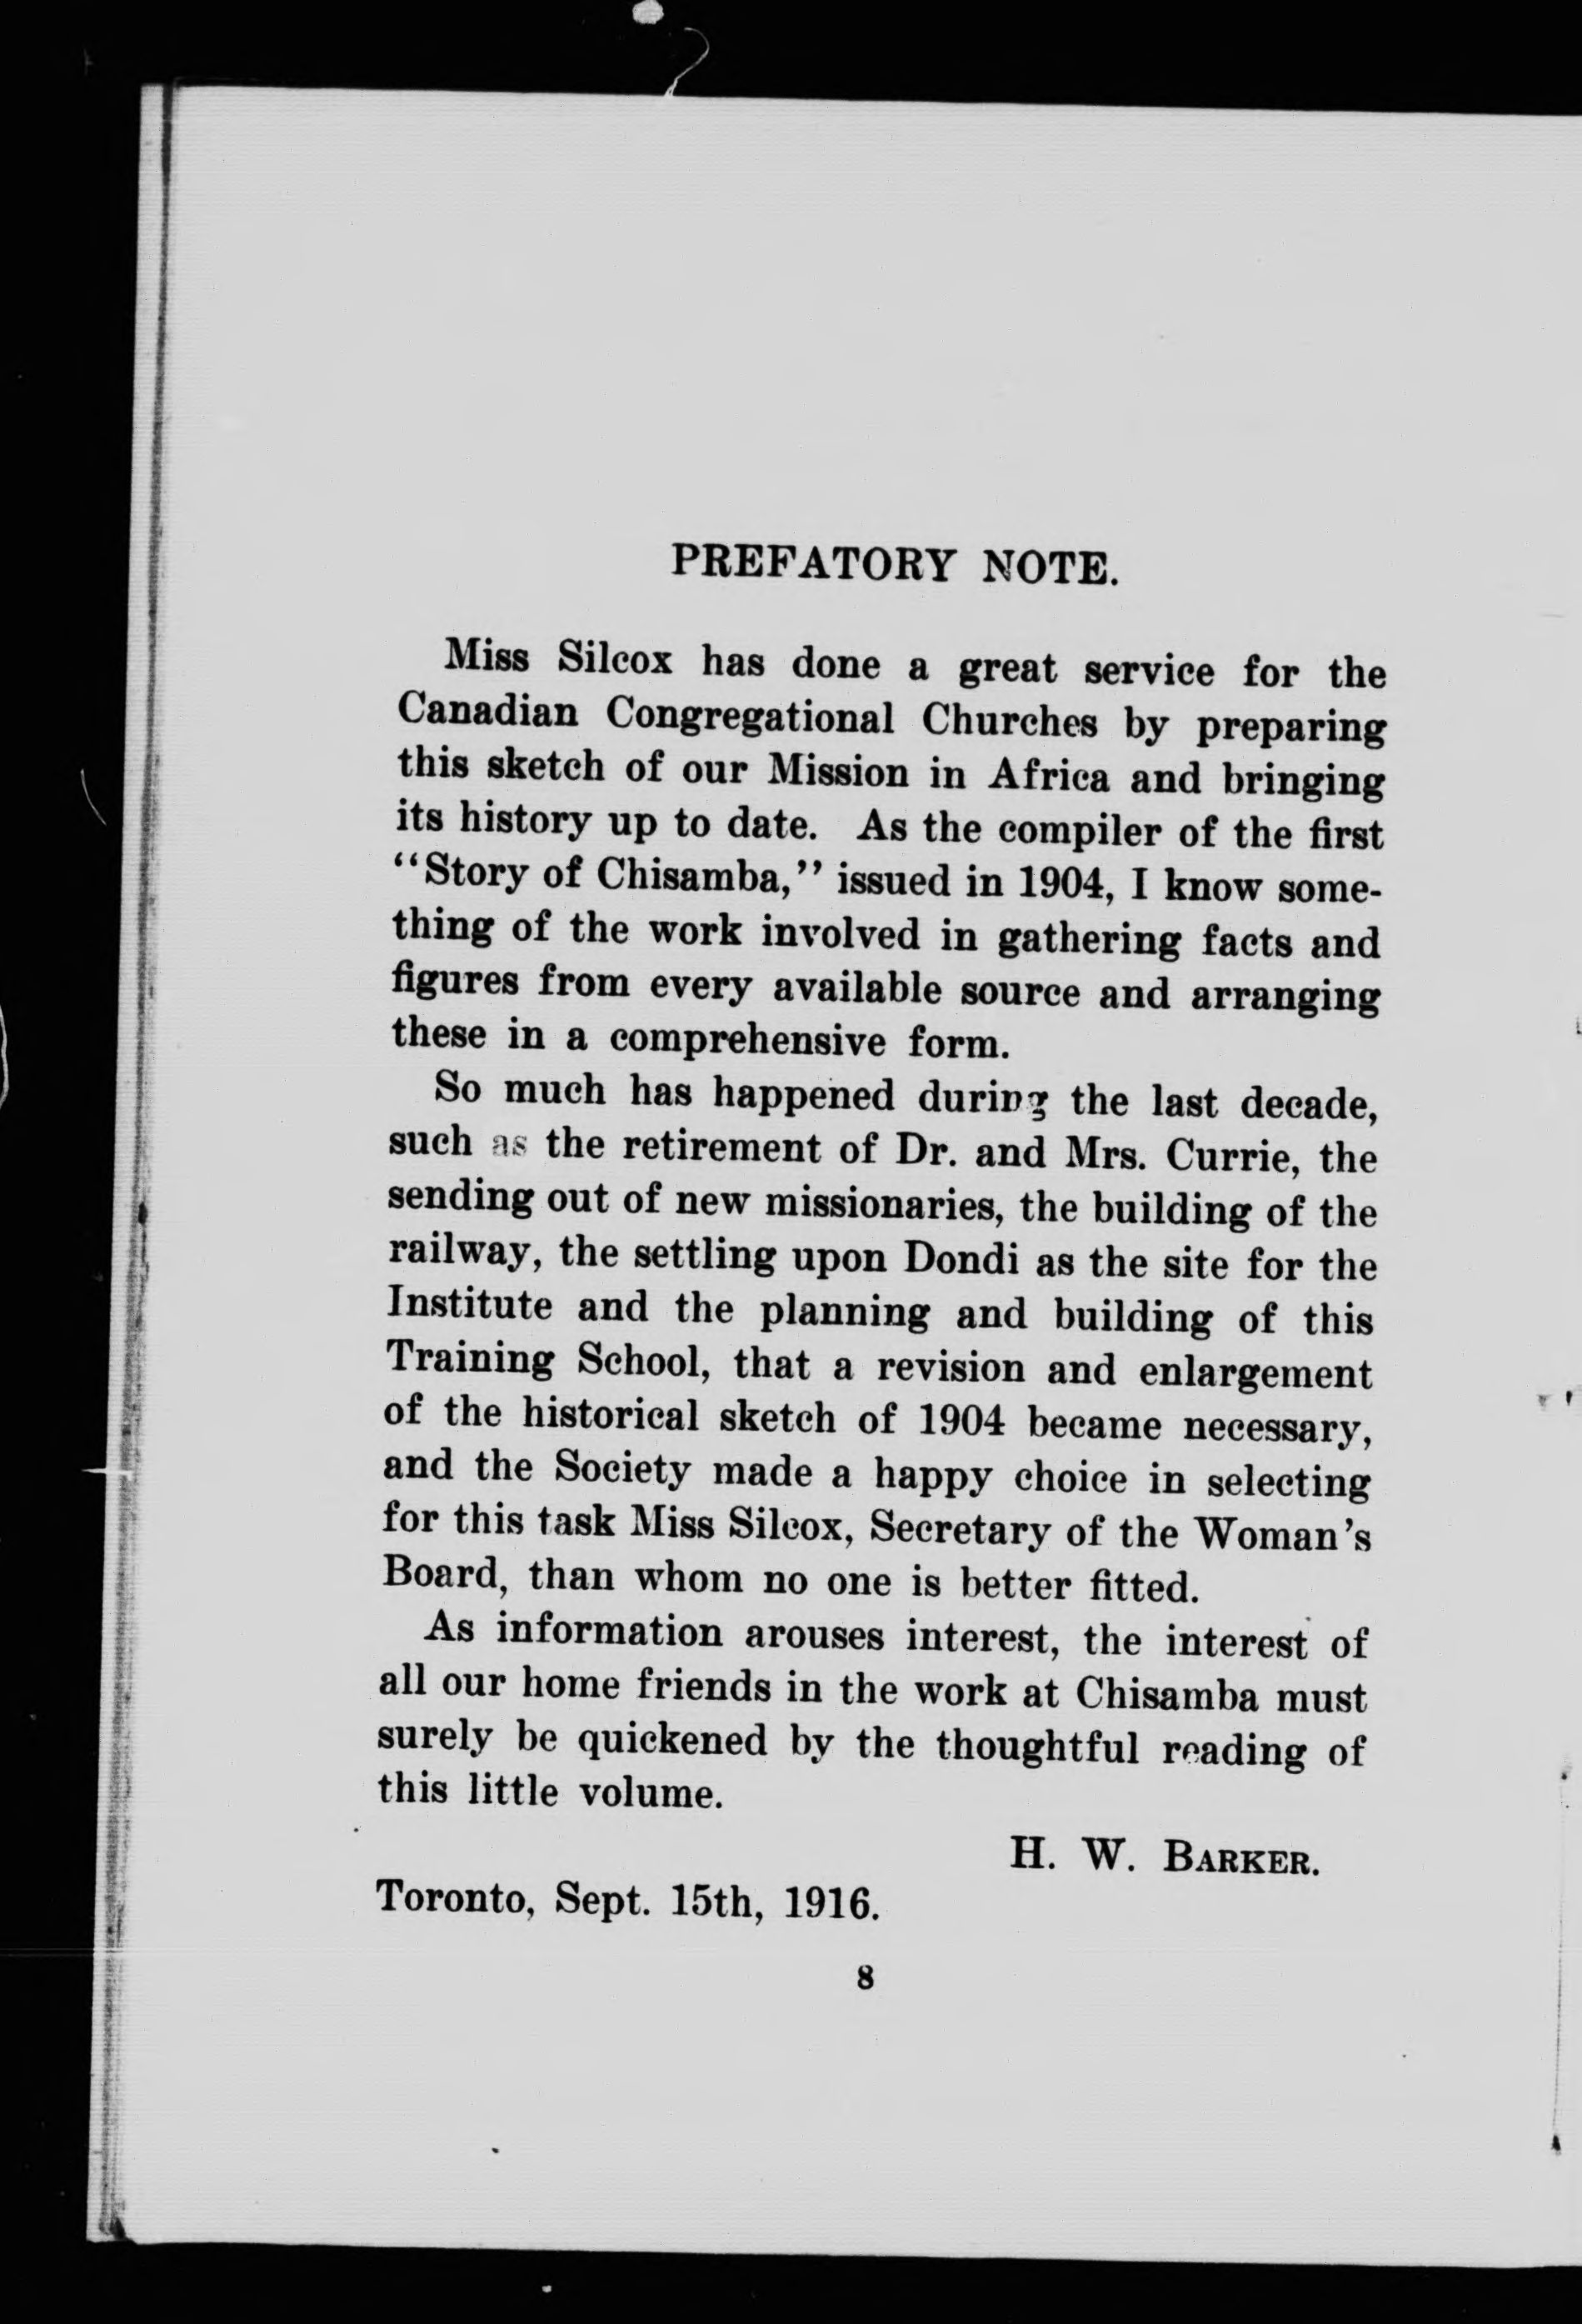 PREFATORY NOTE.
Miss Silcox has done a great service for the
Canadian Congregational Churches by preparing
this sketch of our Mission in Africa and bringing
its history up to date. As the compiler of the first
“Story of Chisamba,” issued in 1904, I know some-
thing of the work involved in gathering facts and
figures from every available source and arranging
these in a comprehensive form.
So much has happened during the last decade,
such as the retirement of Dr. and Mrs. Currie, the
sending out of new missionaries, the building of the
railway, the settling upon Dondi as the site for the
Institute and the planning and building of this
Training School, that a revision and enlargement
of the historical sketch of 1904 became necessary,
and the Society made a happy choice in selecting
for this task Miss Silcox, Secretary of the Woman’s
Board, than whom no one is better fitted.
As information arouses interest, the interest of
all our home friends in the work at Chisamba must
surely be quickened by the thoughtful reading of
this little volume.
H. W. BARKER.
Toronto, Sept. 15th, 1916.
8